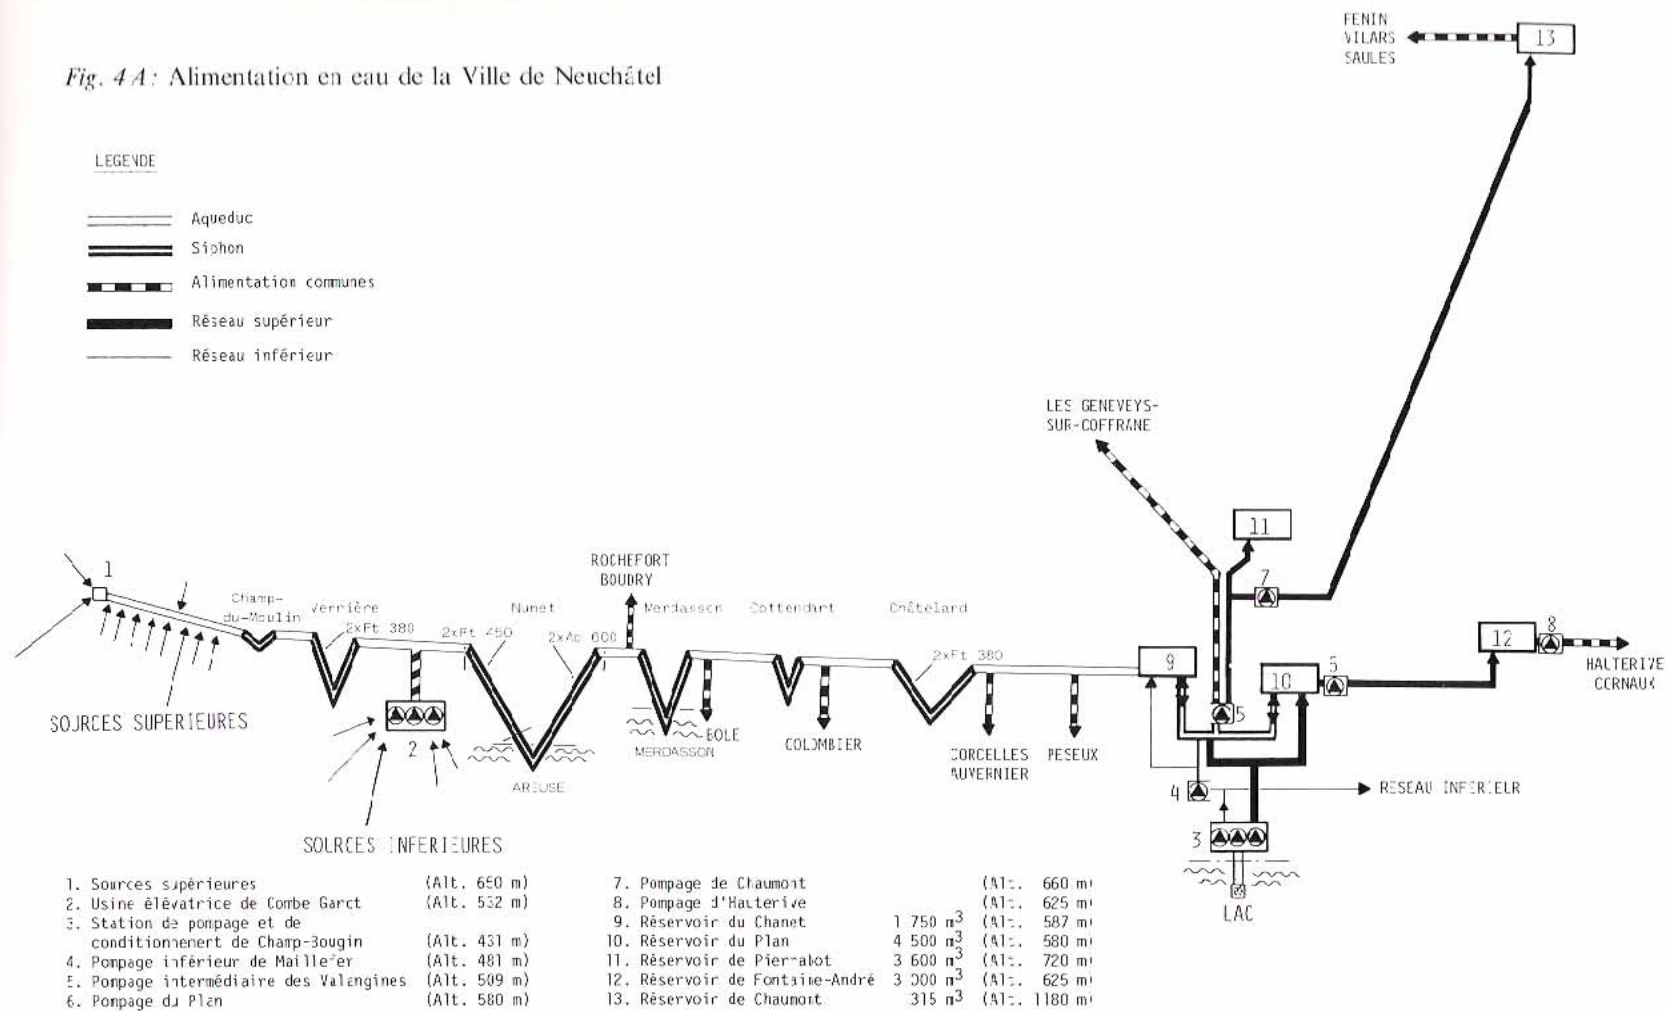 Fig. 4 A: Alimentation en eau de la Ville de Neuchâtel
LEGENDE
Aqueduc
Siphon
Alimentation communes
Réseau supérieur
Réseau inférieur
FENIN
VILARS
SAULES
13
LES GENEVEYS-
SUR-COFFRANE
11
7
12
8
HALTERIVE
CORNAUX
9
10
5
5
ROCHEFORT
BOUDRY
1
Champ-
du-Moulin
Verrière
2xFt 380
2xFt 450
Nunet
2xAc 600
Merdasson
Cottendart
Châtelard
2xFt 380
SOURCES SUPERIEURES
2
AREUSE
MERDASSON
BOLE
COLOMBIER
CORCELLES
AUVERNIER
PESEUX
4
RESEAU INFERIEUR
3
LAC
SOURCES INFERIEURES
1. Sources supérieures (Alt. 650 m)
2. Usine élévatrice de Combe Garot (Alt. 532 m)
3. Station de pompage et de
conditionnement de Champ-Bougin (Alt. 431 m)
4. Pompage inférieur de Maillefer (Alt. 481 m)
5. Pompage intermédiaire des Valangines (Alt. 509 m)
6. Pompage du Plan (Alt. 580 m)
7. Pompage de Chaumont (Alt. 660 m)
8. Pompage d'Hauterive (Alt. 625 m)
9. Réservoir du Chanet 1 750 m³ (Alt. 587 m)
10. Réservoir du Plan 4 500 m³ (Alt. 580 m)
11. Réservoir de Pierrabot 3 600 m³ (Alt. 720 m)
12. Réservoir de Fontaine-André 3 000 m³ (Alt. 625 m)
13. Réservoir de Chaumont 315 m³ (Alt. 1180 m)